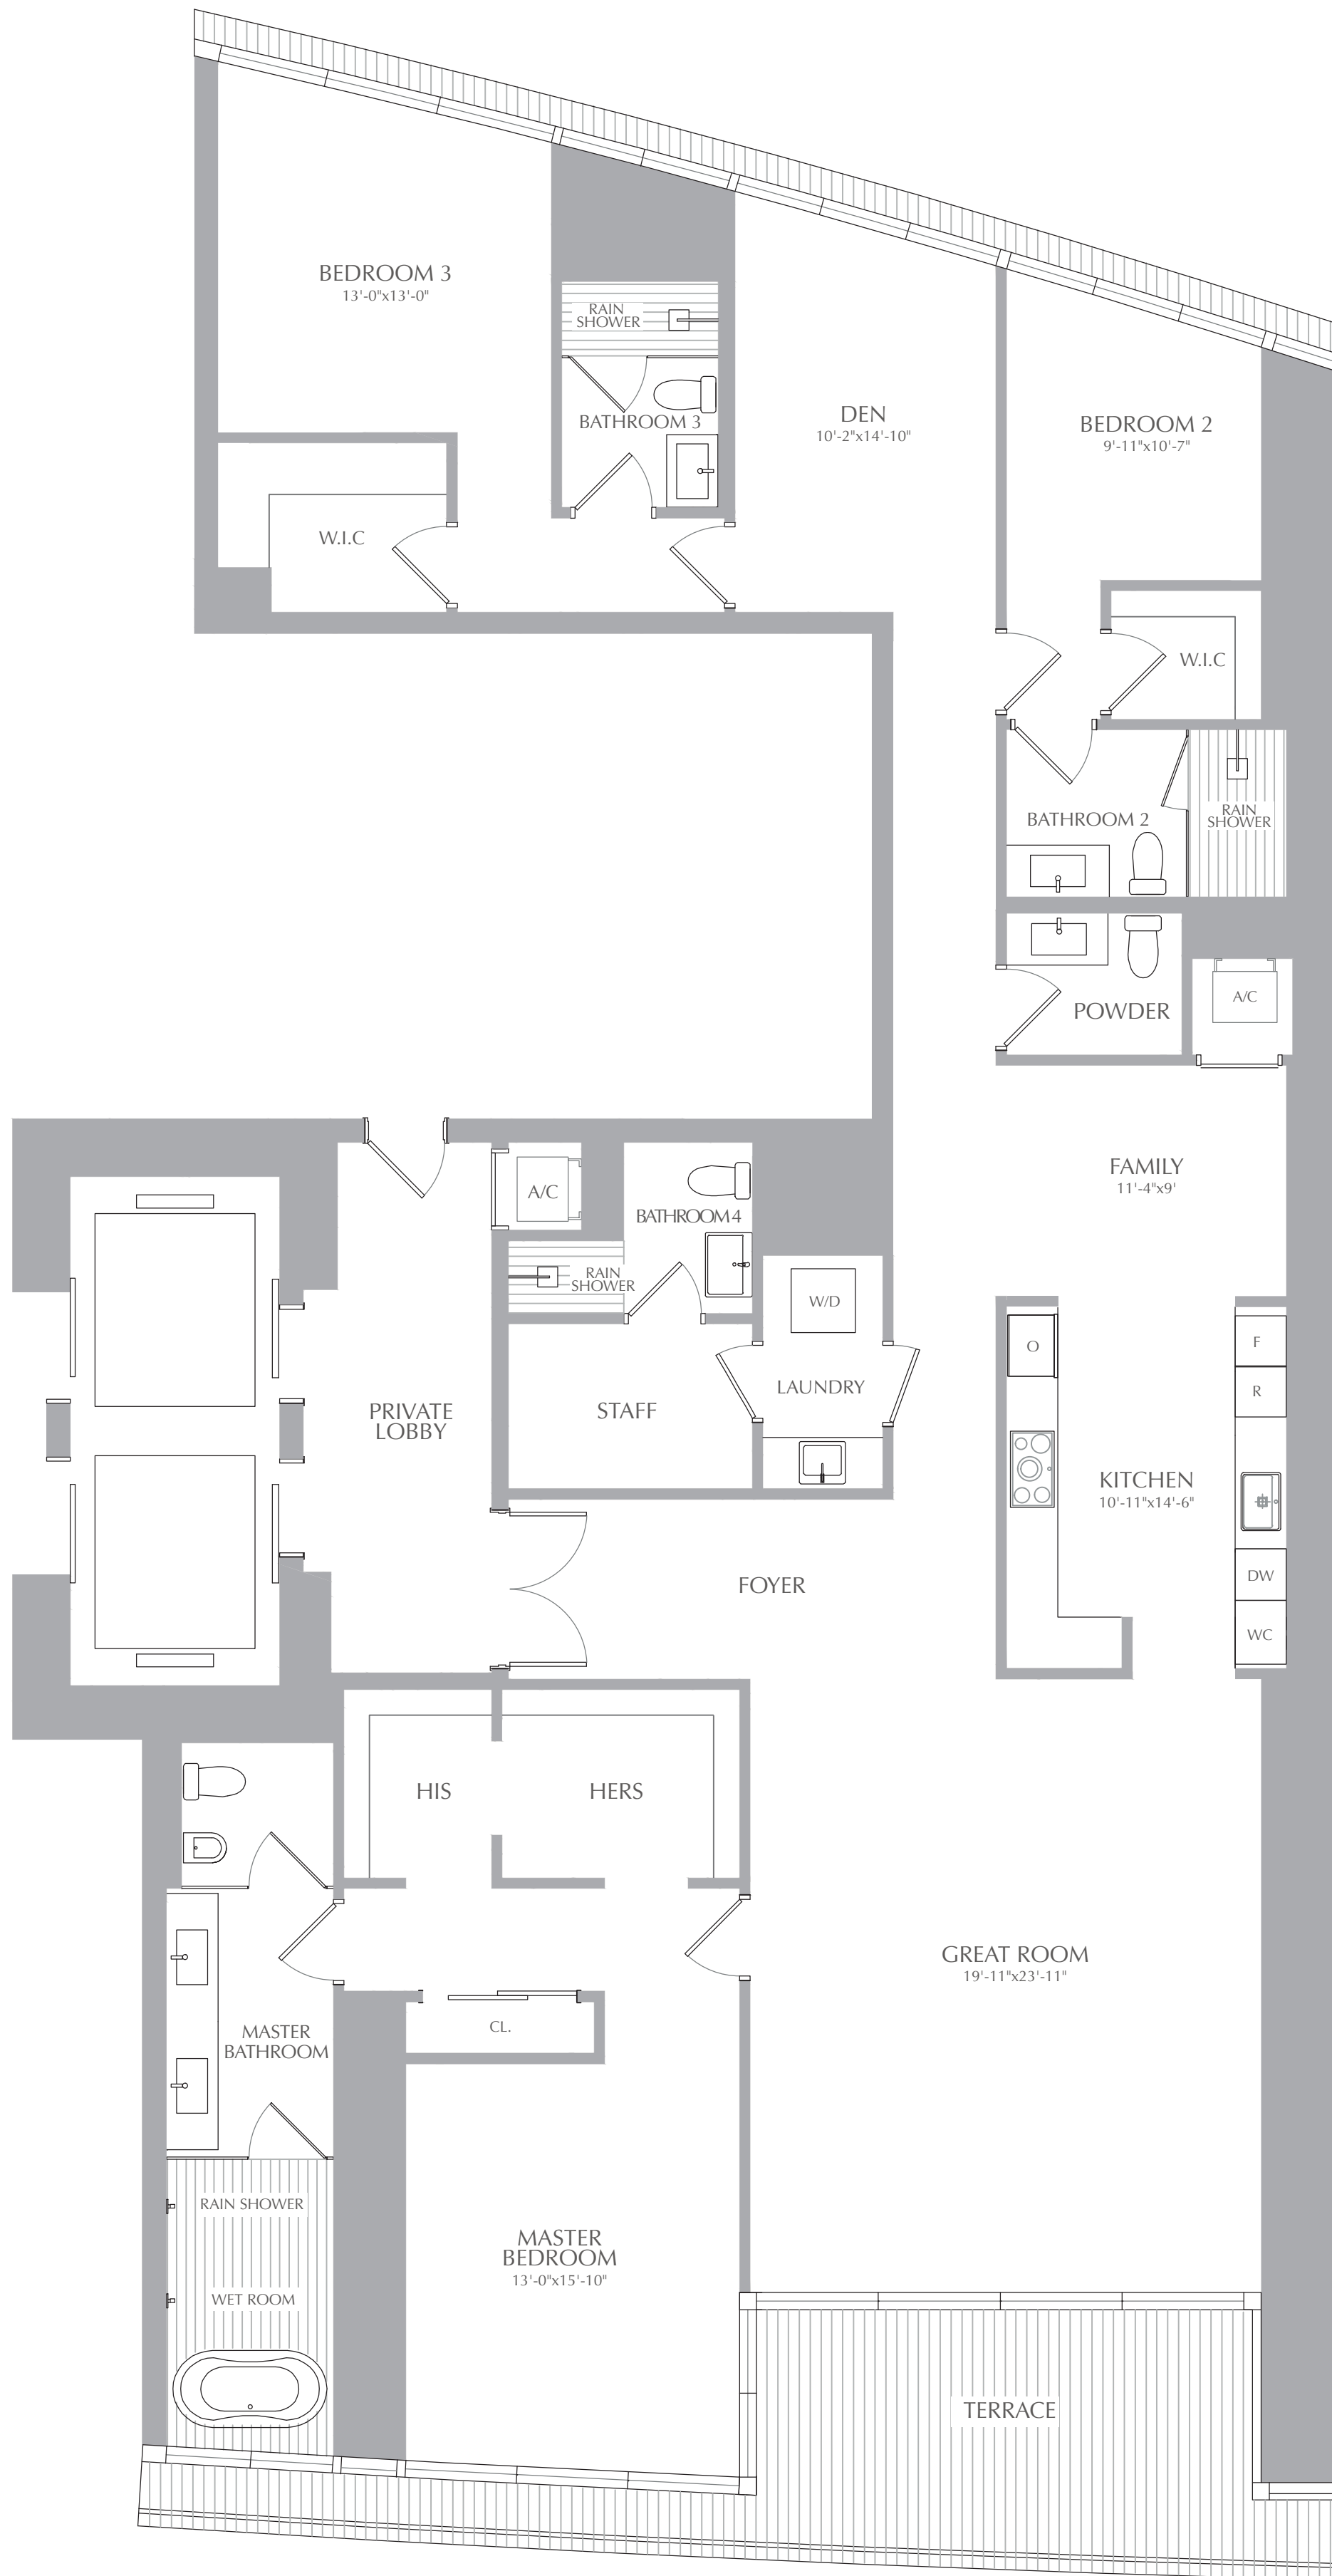 BEDROOM 3
13'-0"x13'-0"
RAIN
SHOWER
BATHROOM 3
DEN
10'-2"x14'-10"
BEDROOM 2
9'-11"x10'-7"
W.I.C
W.I.C
BATHROOM 2
RAIN
SHOWER
POWDER
A/C
FAMILY
11'-4"x9'
A/C
BATHROOM 4
RAIN
SHOWER
W/D
LAUNDRY
STAFF
PRIVATE
LOBBY
O
F
R
KITCHEN
10'-11"x14'-6"
DW
WC
FOYER
HIS
HERS
GREAT ROOM
19'-11"x23'-11"
CL.
MASTER
BATHROOM
RAIN SHOWER
WET ROOM
MASTER
BEDROOM
13'-0"x15'-10"
TERRACE